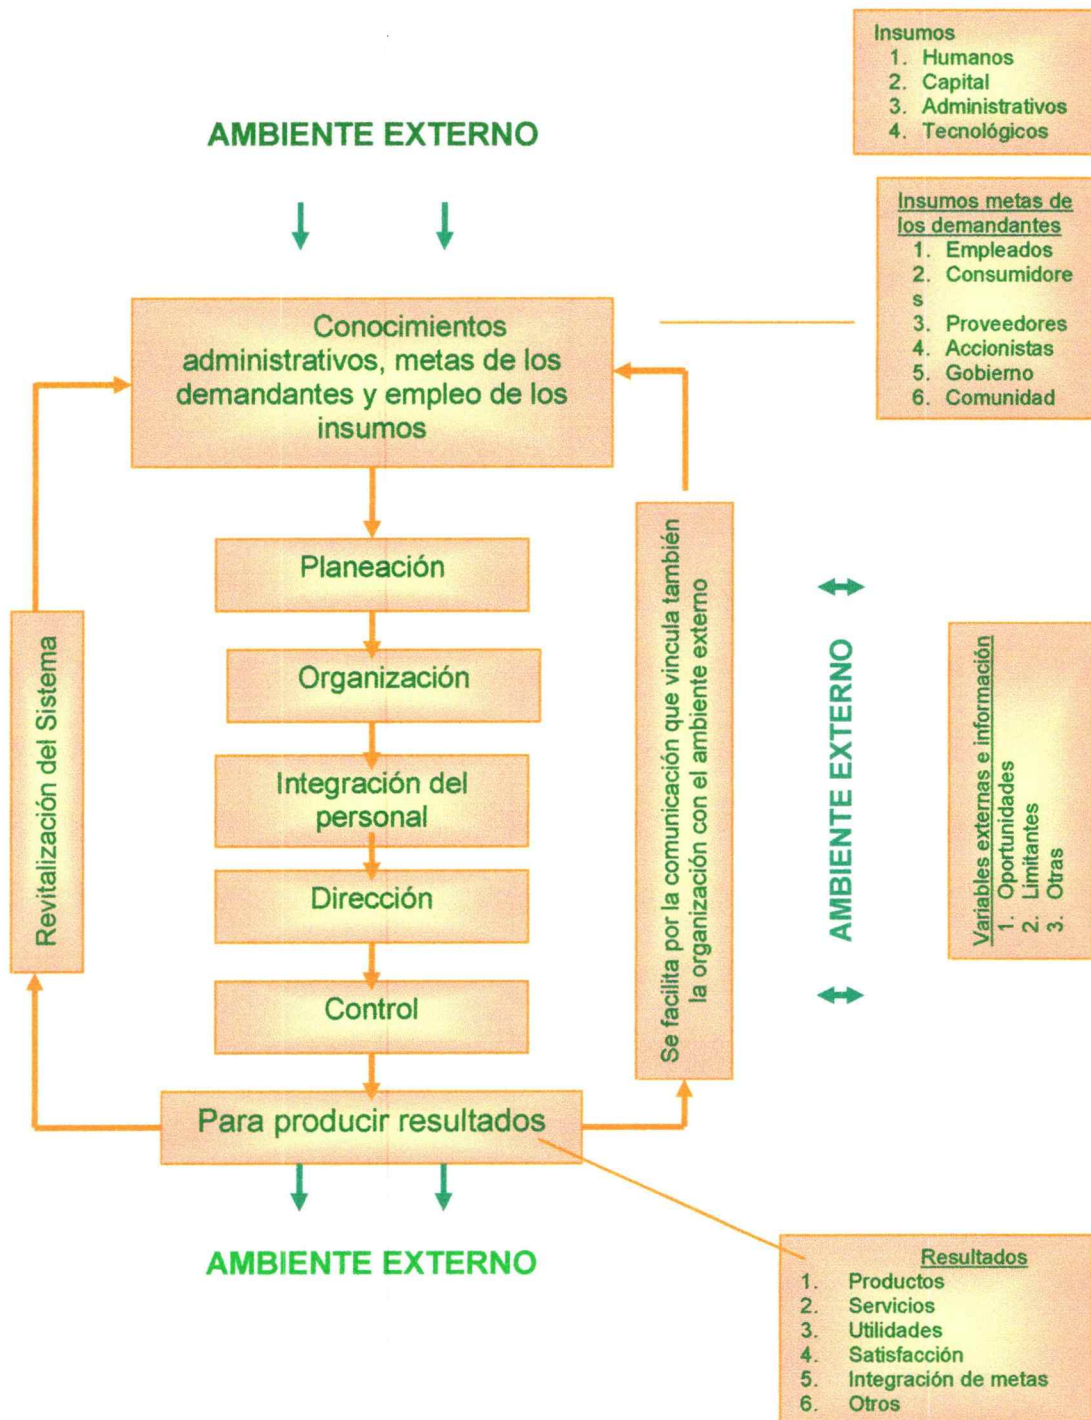 Insumos
1. Humanos
2. Capital
3. Administrativos
4. Tecnológicos
AMBIENTE EXTERNO
Insumos metas de
los demandantes
1. Empleados
2. Consumidore
s
3. Proveedores
4. Accionistas
5. Gobierno
6. Comunidad
Conocimientos
administrativos, metas de los
demandantes y empleo de los
insumos
Planeación
Organización
Integración del
personal
Dirección
Control
Para producir resultados
Revitalización del Sistema
Se facilita por la comunicación que vincula también
la organización con el ambiente externo
AMBIENTE EXTERNO
Variables externas e información
1. Oportunidades
2. Limitantes
3. Otras
AMBIENTE EXTERNO
Resultados
1. Productos
2. Servicios
3. Utilidades
4. Satisfacción
5. Integración de metas
6. Otros